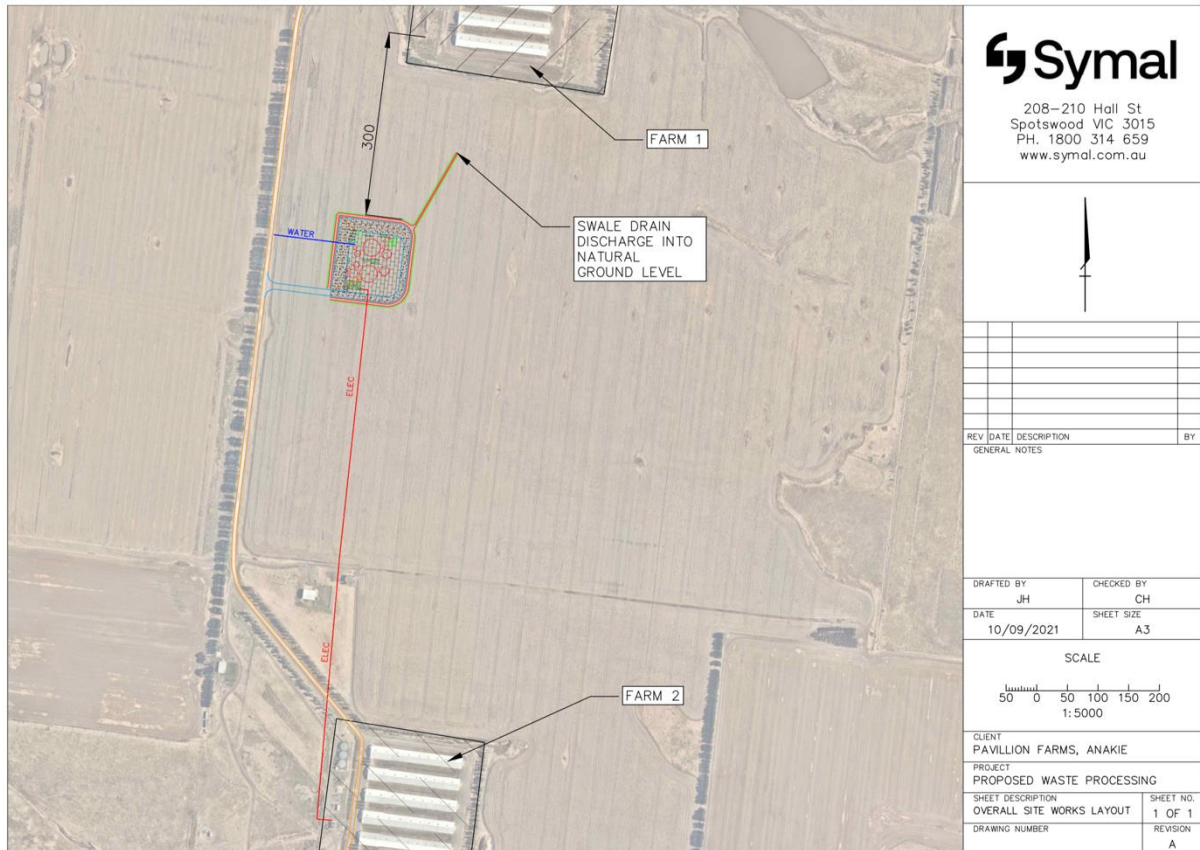 FARM 1
300
SWALE DRAIN
DISCHARGE INTO
NATURAL
GROUND LEVEL
WATER
ELEC
ELEC
FARM 2
Symal
208-210 Hall St
Spotswood VIC 3015
PH. 1800 314 659
www.symal.com.au
REV DATE DESCRIPTION BY
GENERAL NOTES
DRAFTED BY CHECKED BY
JH CH
DATE SHEET SIZE
10/09/2021 A3
SCALE
50 0 50 100 150 200
1:5000
CLIENT
PAVILLION FARMS, ANAKIE
PROJECT
PROPOSED WASTE PROCESSING
SHEET DESCRIPTION SHEET NO.
OVERALL SITE WORKS LAYOUT 1 OF 1
DRAWING NUMBER REVISION
A